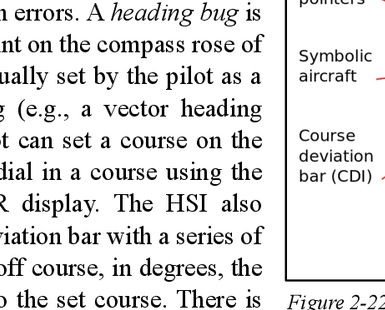 n errors. A heading bug is
nt on the compass rose of
ually set by the pilot as a
g (e.g., a vector heading
t can set a course on the
dial in a course using the
R display. The HSI also
viation bar with a series of
off course, in degrees, the
o the set course. There is
pointers
Symbolic
aircraft
Course
deviation
bar (CDI)
Figure 2-22